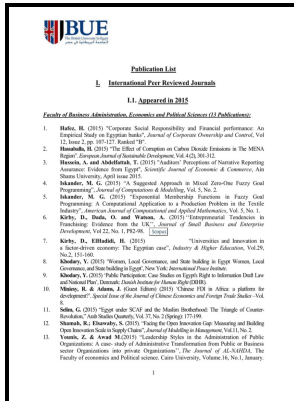 BUE
The British University in Egypt
Publication List
I. International Peer Reviewed Journals
I.1. Appeared in 2015
Faculty of Business Administration, Economics and Political Sciences (13 Publications):
1. Hafez, H. (2015) "Corporate Social Responsibility and Financial performance: An
Empirical Study on Egyptian banks", Journal of Corporate Ownership and Control, Vol
12, Issue 2, pp. 107-127. Ranked "B".
2. Hassaballa, H. (2015) "The Effect of Corruption on Carbon Dioxide Emissions in The MENA
Region". European Journal of Sustainable Development, Vol. 4 (2), 301-312.
3. Hussein, A. and Abdelfattah, T. (2015) "Auditors' Perceptions of Narrative Reporting
Assurance: Evidence from Egypt", Scientific Journal of Economic & Commerce, Ain
Shams University, April issue 2015.
4. Iskander, M. G. (2015) "A Suggested Approach in Mixed Zero-One Fuzzy Goal
Programming", Journal of Computations & Modelling, Vol. 5, No. 2.
5. Iskander, M. G. (2015) "Exponential Membership Functions in Fuzzy Goal
Programming: A Computational Application to a Production Problem in the Textile
Industry", American Journal of Computational and Applied Mathematics, Vol. 5, No. 1.
6. Kirby, D., Doda, O. and Watson, A. (2015) "Entrepreneurial Tendencies in
Franchising: Evidence from the UK", Journal of Small Business and Enterprise
Development, Vol 22, No. 1, P92-98.
7. Kirby, D., ElHadidi, H. (2015) "Universities and Innovation in
a factor-driven economy: The Egyptian case", Industry & Higher Education, Vol.29,
No.2, 151-160.
8. Khodary, Y. (2015) Women, Local Governance, and State building in Egypt Women, Local
Governance, and State building in Egypt', New York: International Peace Institute.
9. Khodary, Y. (2015) 'Public Participation: Case Studies on Egypt's Right to Information Draft Law
and National Plan', Denmark: Danish Institute for Human Rights (DIHR).
10. Minisy, R. & Adams, J. (Guest Editors) (2015) "Chinese FDI in Africa: a platform for
development?". Special Issue of the Journal of Chinese Economics and Foreign Trade Studies –Vol.
8.
11. Selim, G. (2015) "Egypt under SCAF and the Muslim Brotherhood: The Triangle of Counter-
Revolution," Arab Studies Quarterly, Vol. 37, No. 2 (Spring): 177-199.
12. Shamah, R.; Elsawaby, S. (2015), "Facing the Open Innovation Gap: Measuring and Building
Open Innovation Scale in Supply Chains", Journal of Modelling in Management, Vol.11, No. 2.
13. Younis, Z. & Awad M.(2015) "Leadership Styles in the Administration of Public
Organizations: A case- study of Administrative Transformation from Public or Business
sector Organizations into private Organizations'', The Journal of AL-NAHDA, The
Faculty of economics and Political science. Cairo University, Volume.16, No.1, January.
1